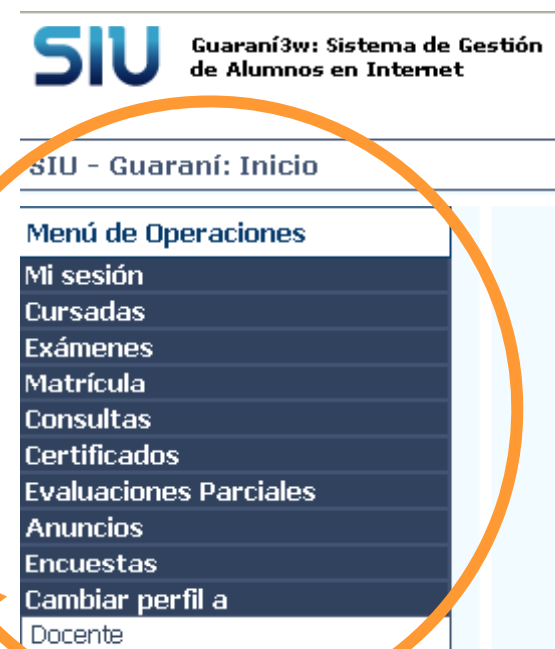 SIU
Guaraní3w: Sistema de Gestión
de Alumnos en Internet
SIU - Guaraní: Inicio
Menú de Operaciones
Mi sesión
Cursadas
Exámenes
Matrícula
Consultas
Certificados
Evaluaciones Parciales
Anuncios
Encuestas
Cambiar perfil a
Docente